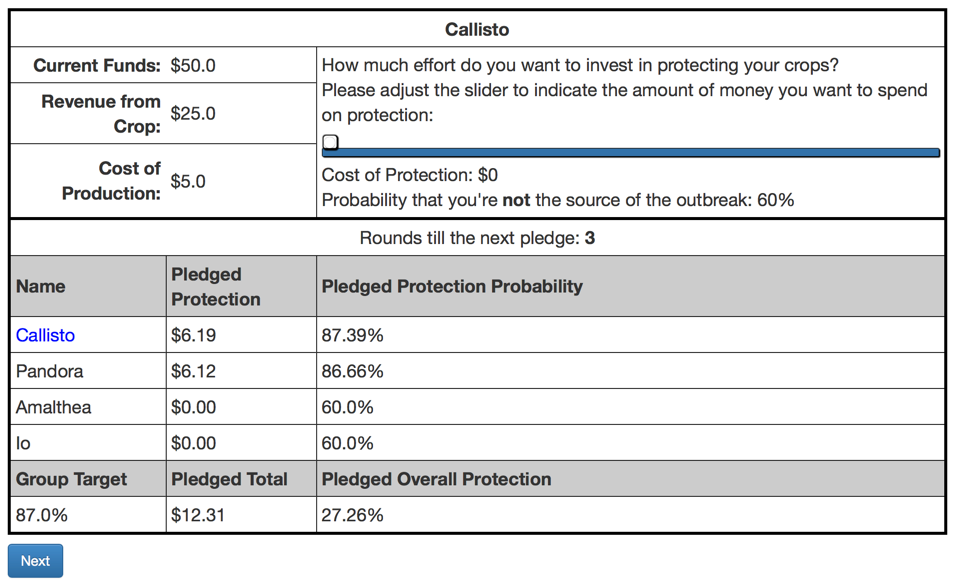 Callisto
Current Funds: $50.0
Revenue from Crop: $25.0
Cost of Production: $5.0
How much effort do you want to invest in protecting your crops?
Please adjust the slider to indicate the amount of money you want to spend
on protection:
Cost of Protection: $0
Probability that you're not the source of the outbreak: 60%
Rounds till the next pledge: 3
Name Pledged Protection Pledged Protection Probability
Callisto $6.19 87.39%
Pandora $6.12 86.66%
Amalthea $0.00 60.0%
Io $0.00 60.0%
Group Target Pledged Total Pledged Overall Protection
87.0% $12.31 27.26%
Next